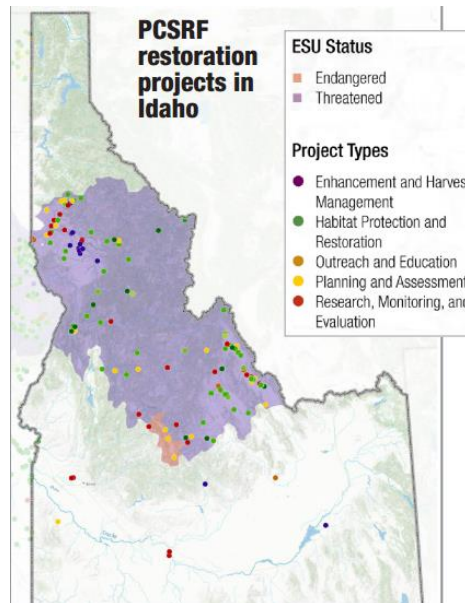 PCSRF
restoration
projects in
Idaho
ESU Status
Endangered
Threatened
Project Types
Enhancement and Harves
Management
Habitat Protection and
Restoration
Outreach and Education
Planning and Assessment
Research, Monitoring, and
Evaluation